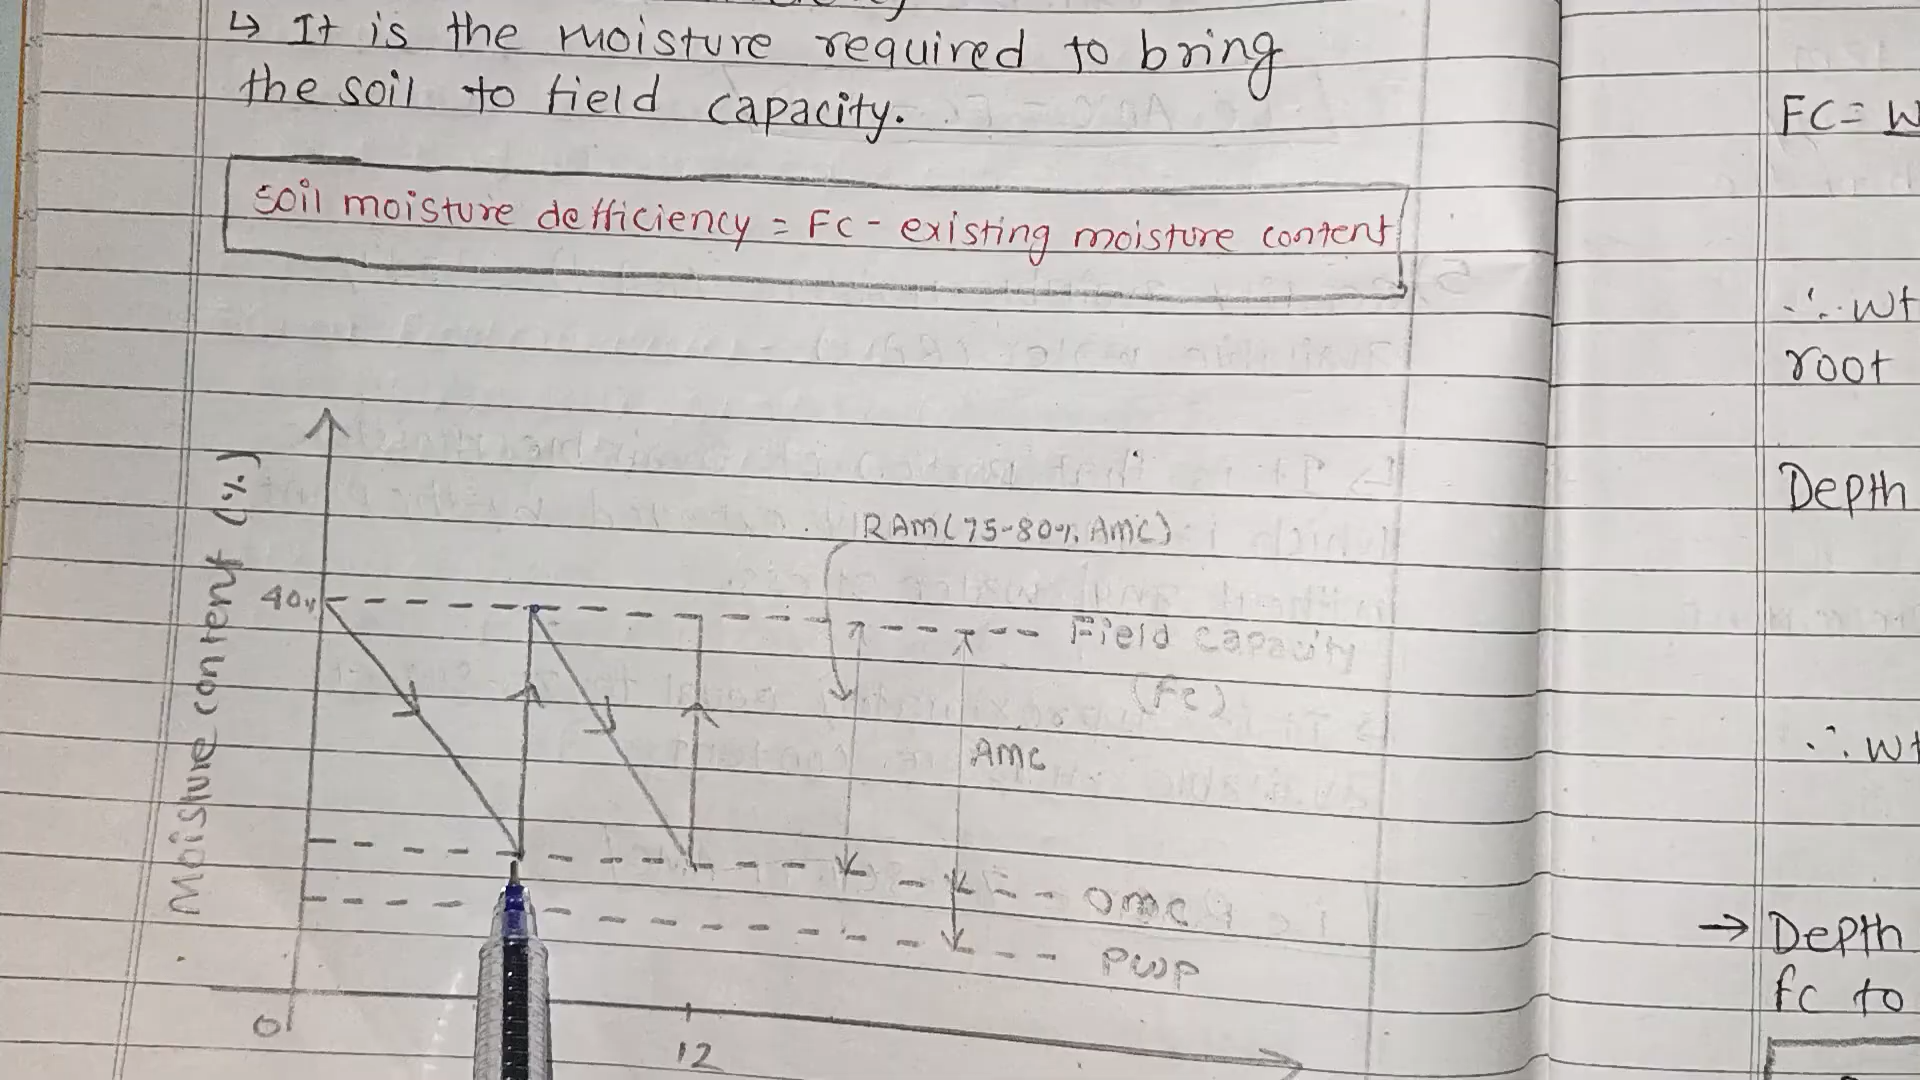 ↳ It is the moisture required to bring
the soil to field capacity.
soil moisture defficiency = FC - existing moisture content
Moisture content (%)
RAM (75-80% AMC)
40%
Field capacity
(FC)
AMC
OMC
PWP
0
12
FC = W
∴ wt
root
Depth
∴ wt
→ Depth
fc to